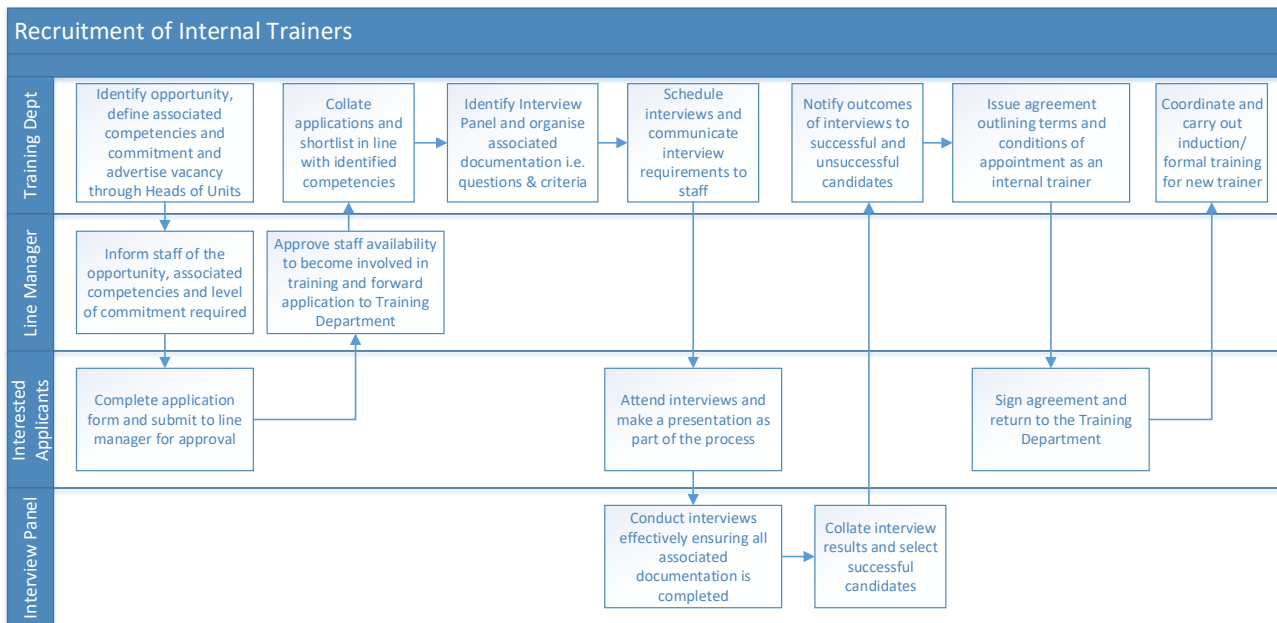 Recruitment of Internal Trainers
Training Dept
Identify opportunity,
define associated
competencies and
commitment and
advertise vacancy
through Heads of Units
Collate
applications and
shortlist in line
with identified
competencies
Identify Interview
Panel and organise
associated
documentation i.e.
questions & criteria
Schedule
interviews and
communicate
interview
requirements to
staff
Notify outcomes
of interviews to
successful and
unsuccessful
candidates
Issue agreement
outlining terms and
conditions of
appointment as an
internal trainer
Coordinate and
carry out
induction/
formal training
for new trainer
Line Manager
Inform staff of the
opportunity, associated
competencies and level
of commitment required
Approve staff availability
to become involved in
training and forward
application to Training
Department
Interested
Applicants
Complete application
form and submit to line
manager for approval
Attend interviews and
make a presentation as
part of the process
Sign agreement and
return to the Training
Department
Interview Panel
Conduct interviews
effectively ensuring all
associated
documentation is
completed
Collate interview
results and select
successful
candidates